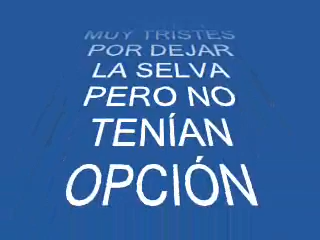 MUY TRISTES
POR DEJAR
LA SELVA
PERO NO
TENÍAN
OPCIÓN